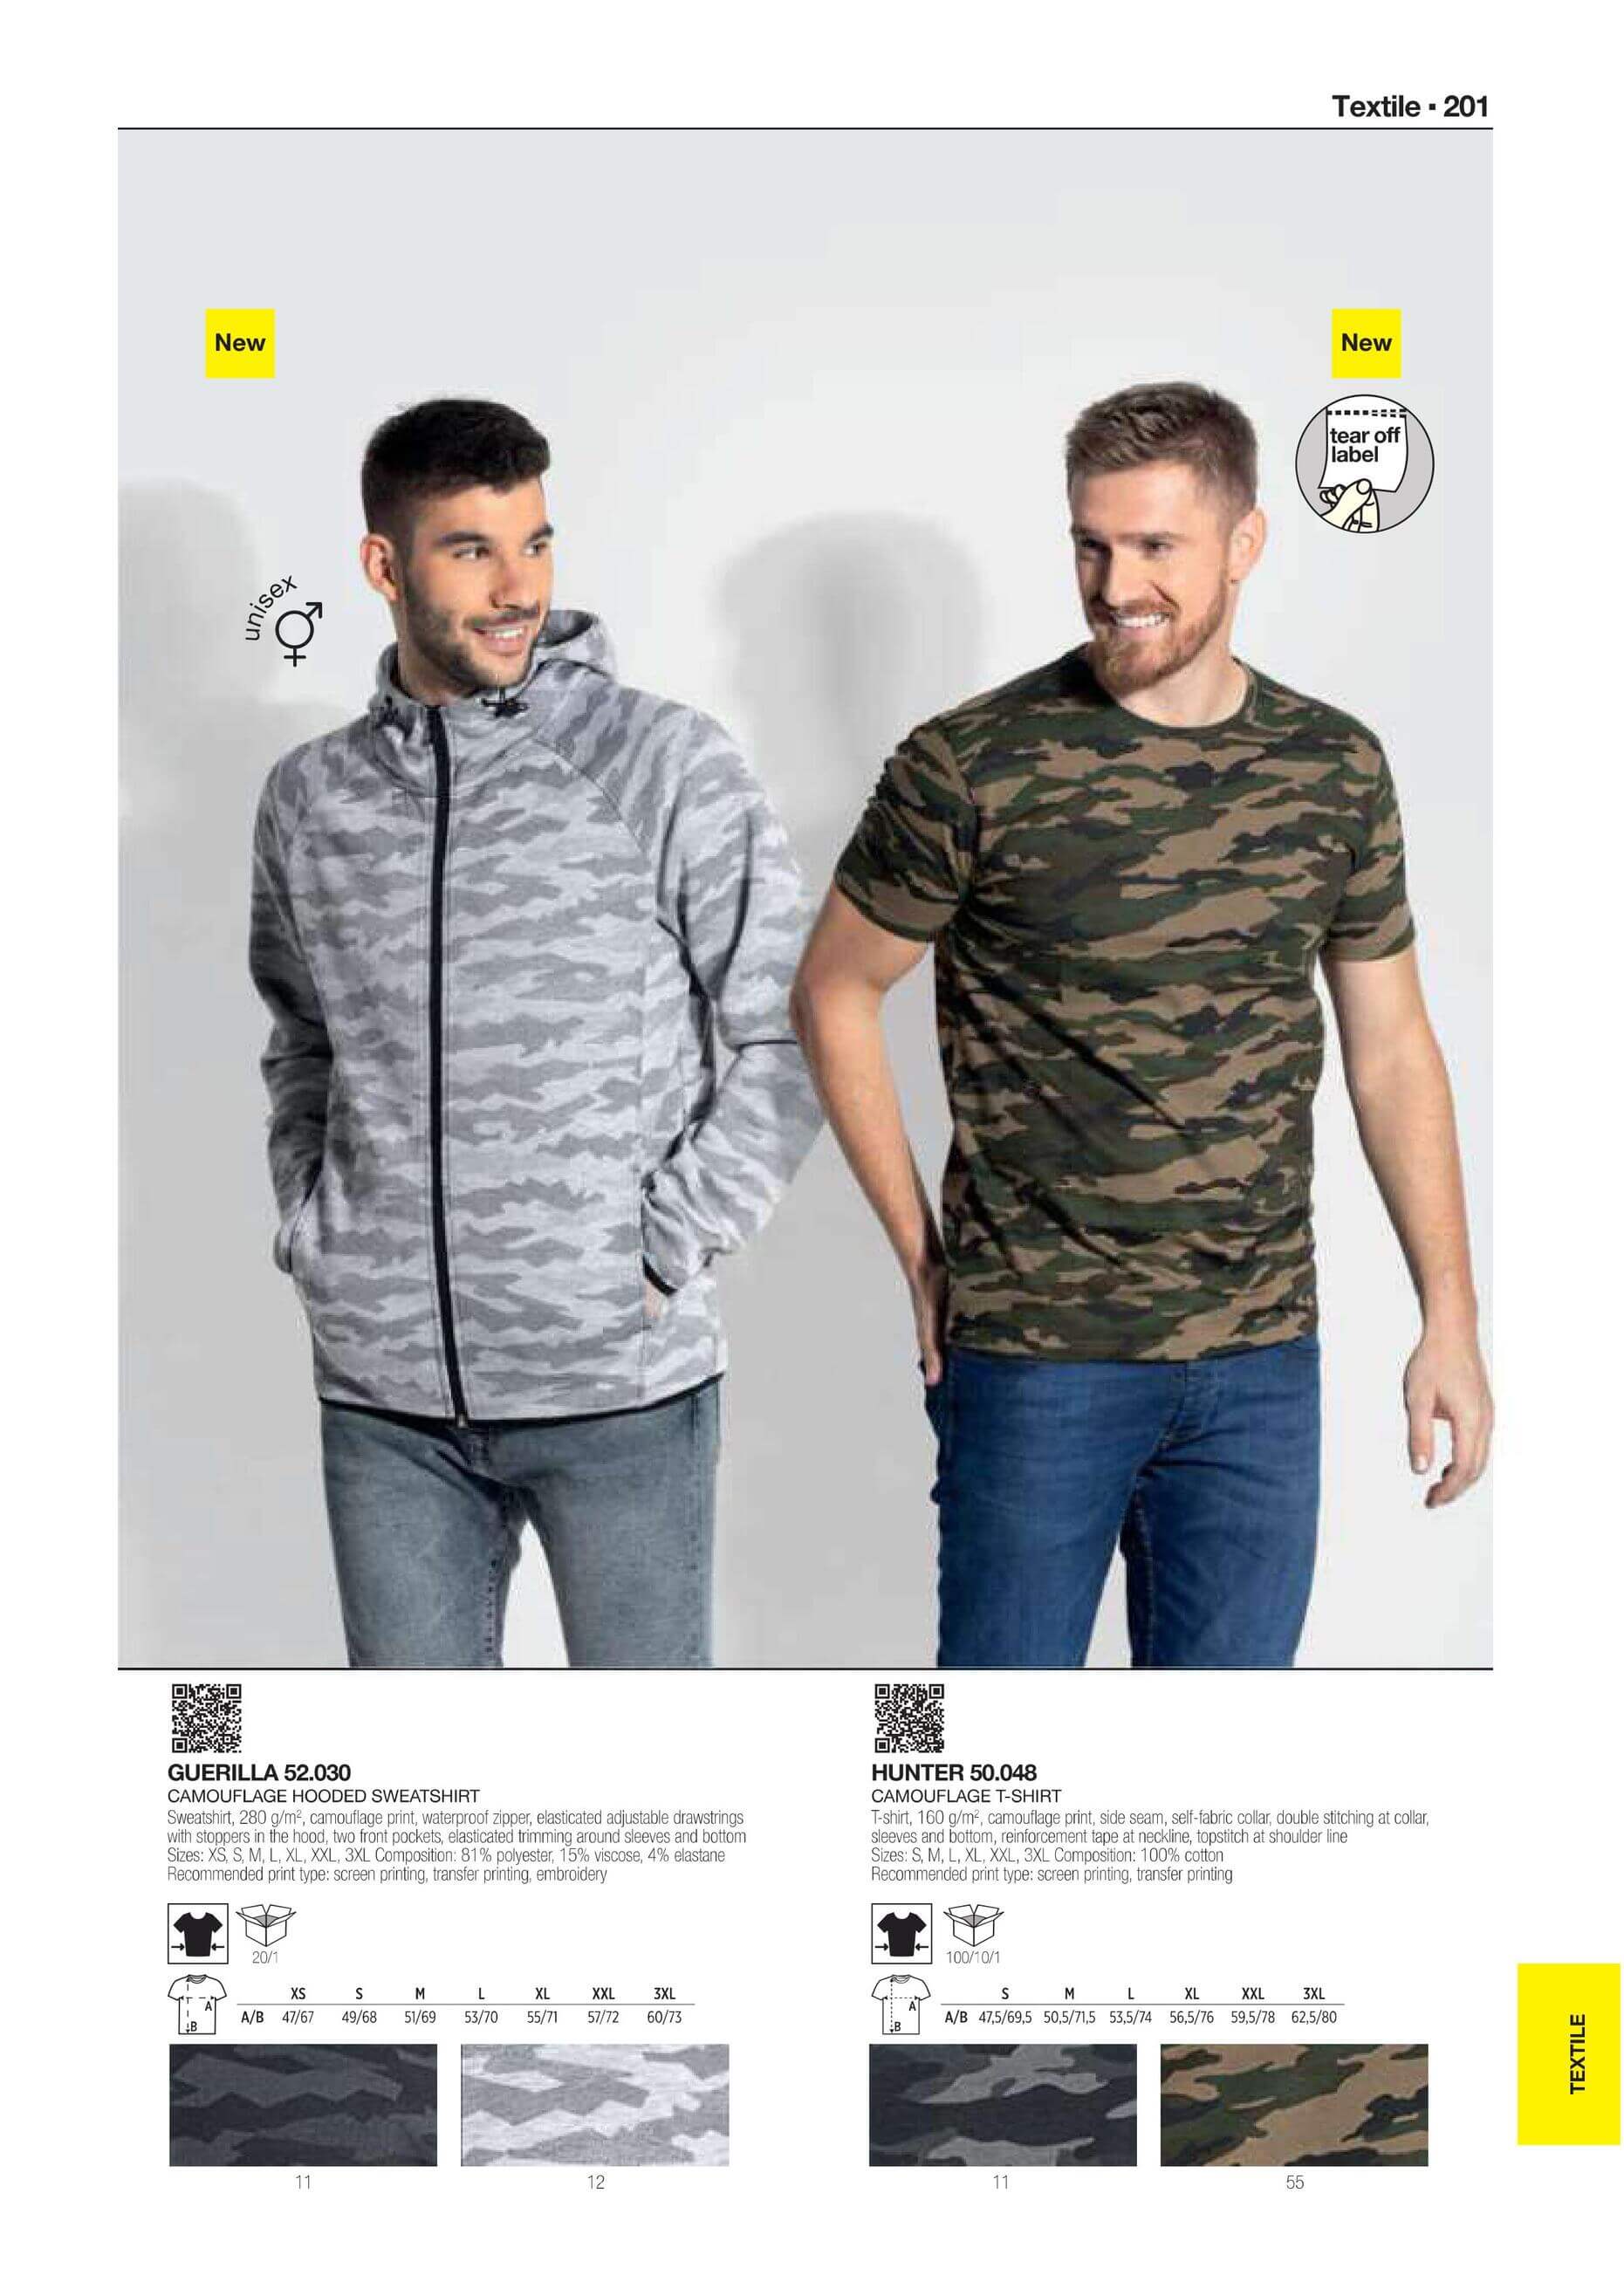 Textile ▪ 201
New
New
tear off
label
unisex
GUERILLA 52.030
CAMOUFLAGE HOODED SWEATSHIRT
Sweatshirt, 280 g/m², camouflage print, waterproof zipper, elasticated adjustable drawstrings
with stoppers in the hood, two front pockets, elasticated trimming around sleeves and bottom
Sizes: XS, S, M, L, XL, XXL, 3XL Composition: 81% polyester, 15% viscose, 4% elastane
Recommended print type: screen printing, transfer printing, embroidery
20/1
A
B
XS S M L XL XXL 3XL
A/B 47/67 49/68 51/69 53/70 55/71 57/72 60/73
11 12
HUNTER 50.048
CAMOUFLAGE T-SHIRT
T-shirt, 160 g/m², camouflage print, side seam, self-fabric collar, double stitching at collar,
sleeves and bottom, reinforcement tape at neckline, topstitch at shoulder line
Sizes: S, M, L, XL, XXL, 3XL Composition: 100% cotton
Recommended print type: screen printing, transfer printing
100/10/1
A
B
S M L XL XXL 3XL
A/B 47,5/69,5 50,5/71,5 53,5/74 56,5/76 59,5/78 62,5/80
11 55
TEXTILE